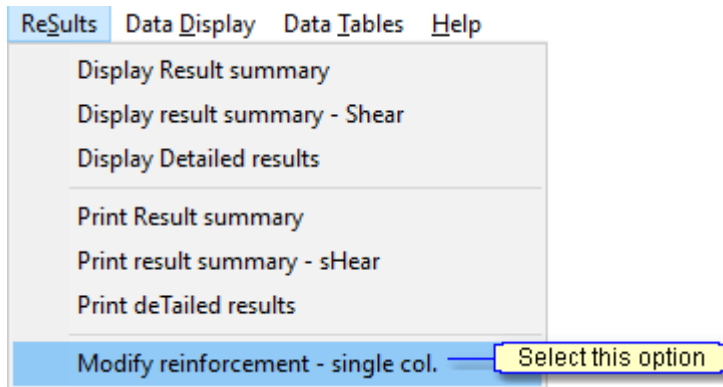 ReSults Data Display Data Tables Help
Display Result summary
Display result summary - Shear
Display Detailed results
Print Result summary
Print result summary - sHear
Print deTailed results
Modify reinforcement - single col. Select this option